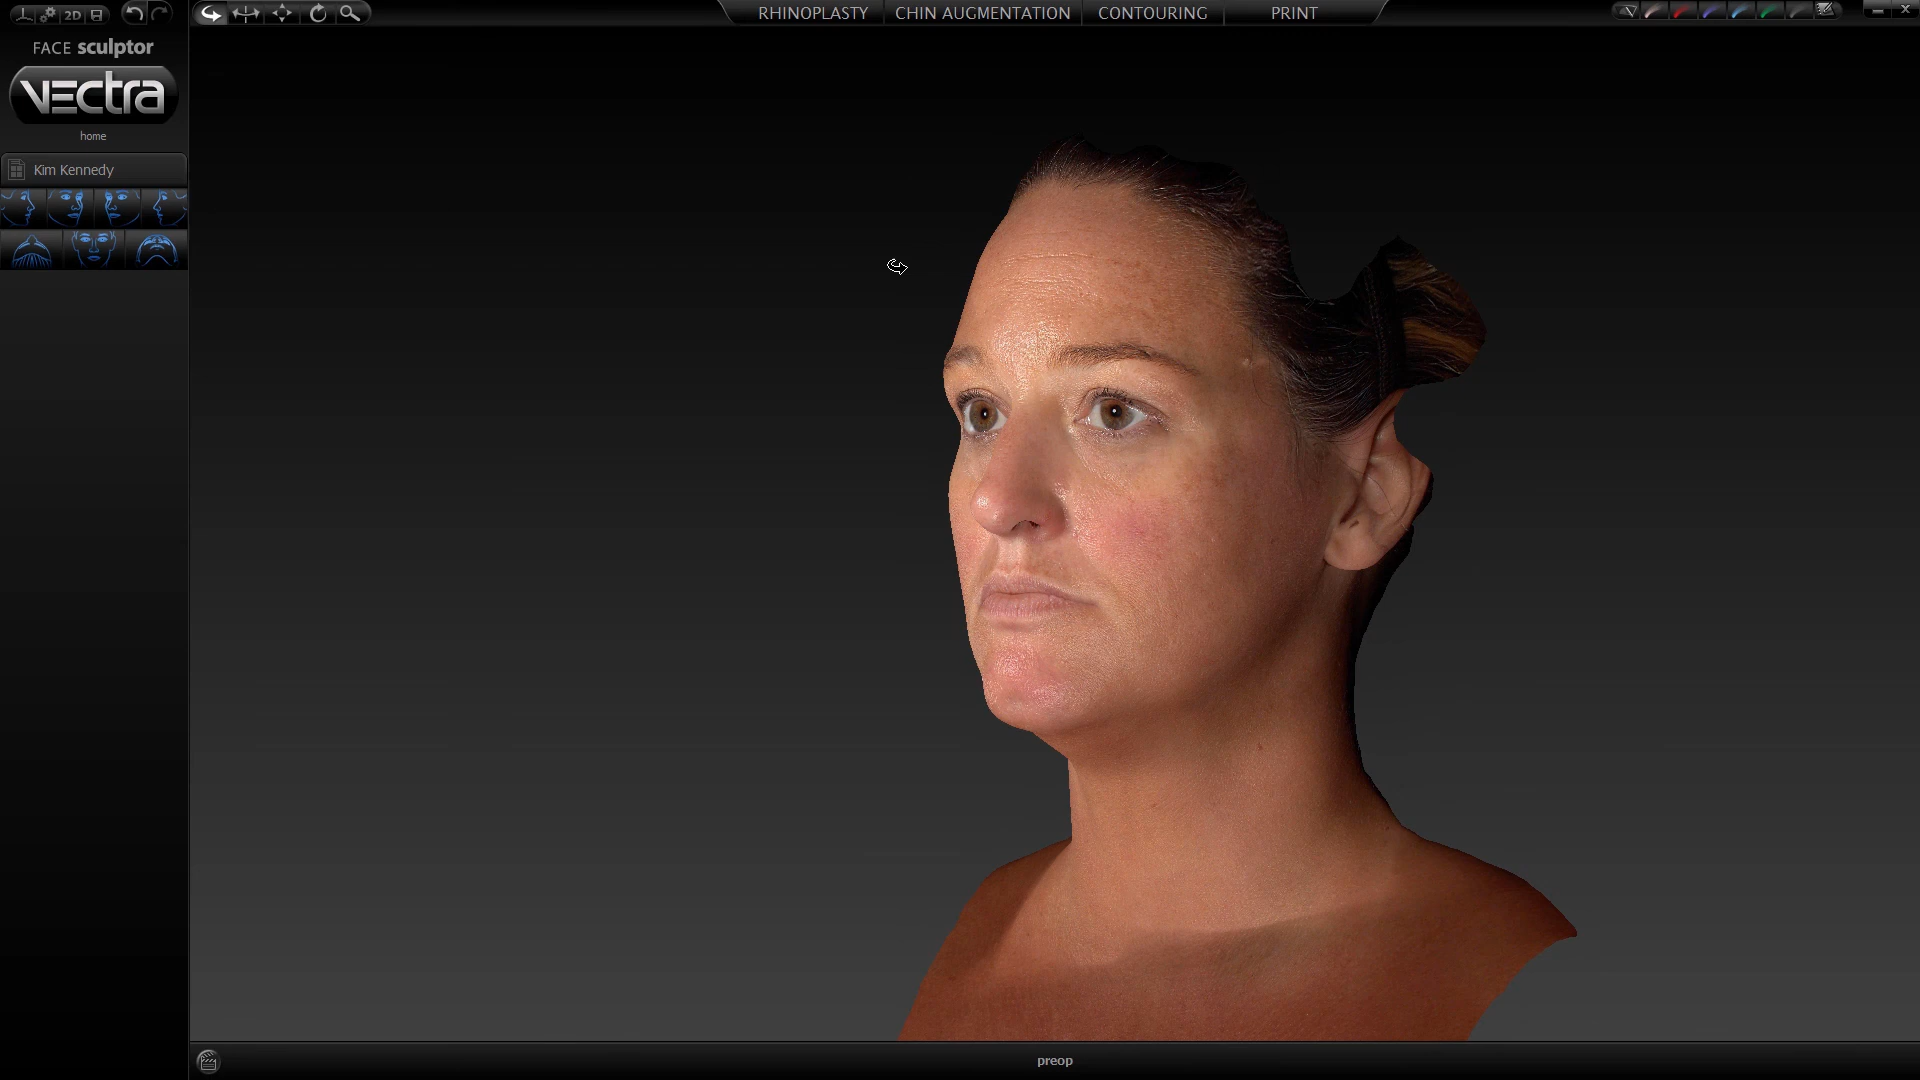 2D
RHINOPLASTY
CHIN AUGMENTATION
CONTOURING
PRINT
FACE sculptor
vectra
home
Kim Kennedy
preop